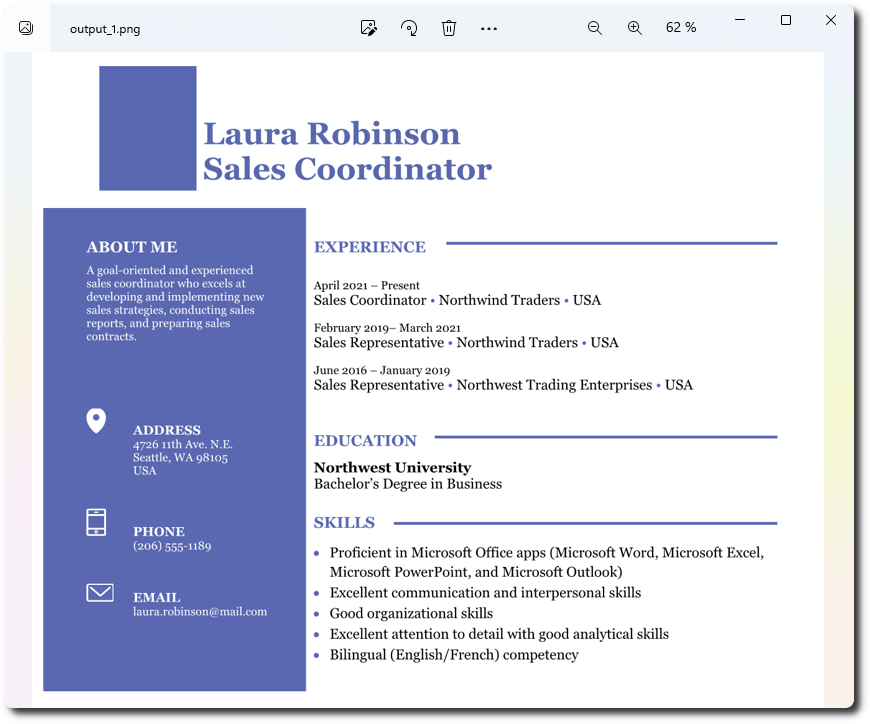 output_1.png
62 %
Laura Robinson
Sales Coordinator
ABOUT ME
A goal-oriented and experienced
sales coordinator who excels at
developing and implementing new
sales strategies, conducting sales
reports, and preparing sales
contracts.
ADDRESS
4726 11th Ave. N.E.
Seattle, WA 98105
USA
PHONE
(206) 555-1189
EMAIL
laura.robinson@mail.com
EXPERIENCE
April 2021 – Present
Sales Coordinator • Northwind Traders • USA
February 2019– March 2021
Sales Representative • Northwind Traders • USA
June 2016 – January 2019
Sales Representative • Northwest Trading Enterprises • USA
EDUCATION
Northwest University
Bachelor’s Degree in Business
SKILLS
• Proficient in Microsoft Office apps (Microsoft Word, Microsoft Excel,
Microsoft PowerPoint, and Microsoft Outlook)
• Excellent communication and interpersonal skills
• Good organizational skills
• Excellent attention to detail with good analytical skills
• Bilingual (English/French) competency